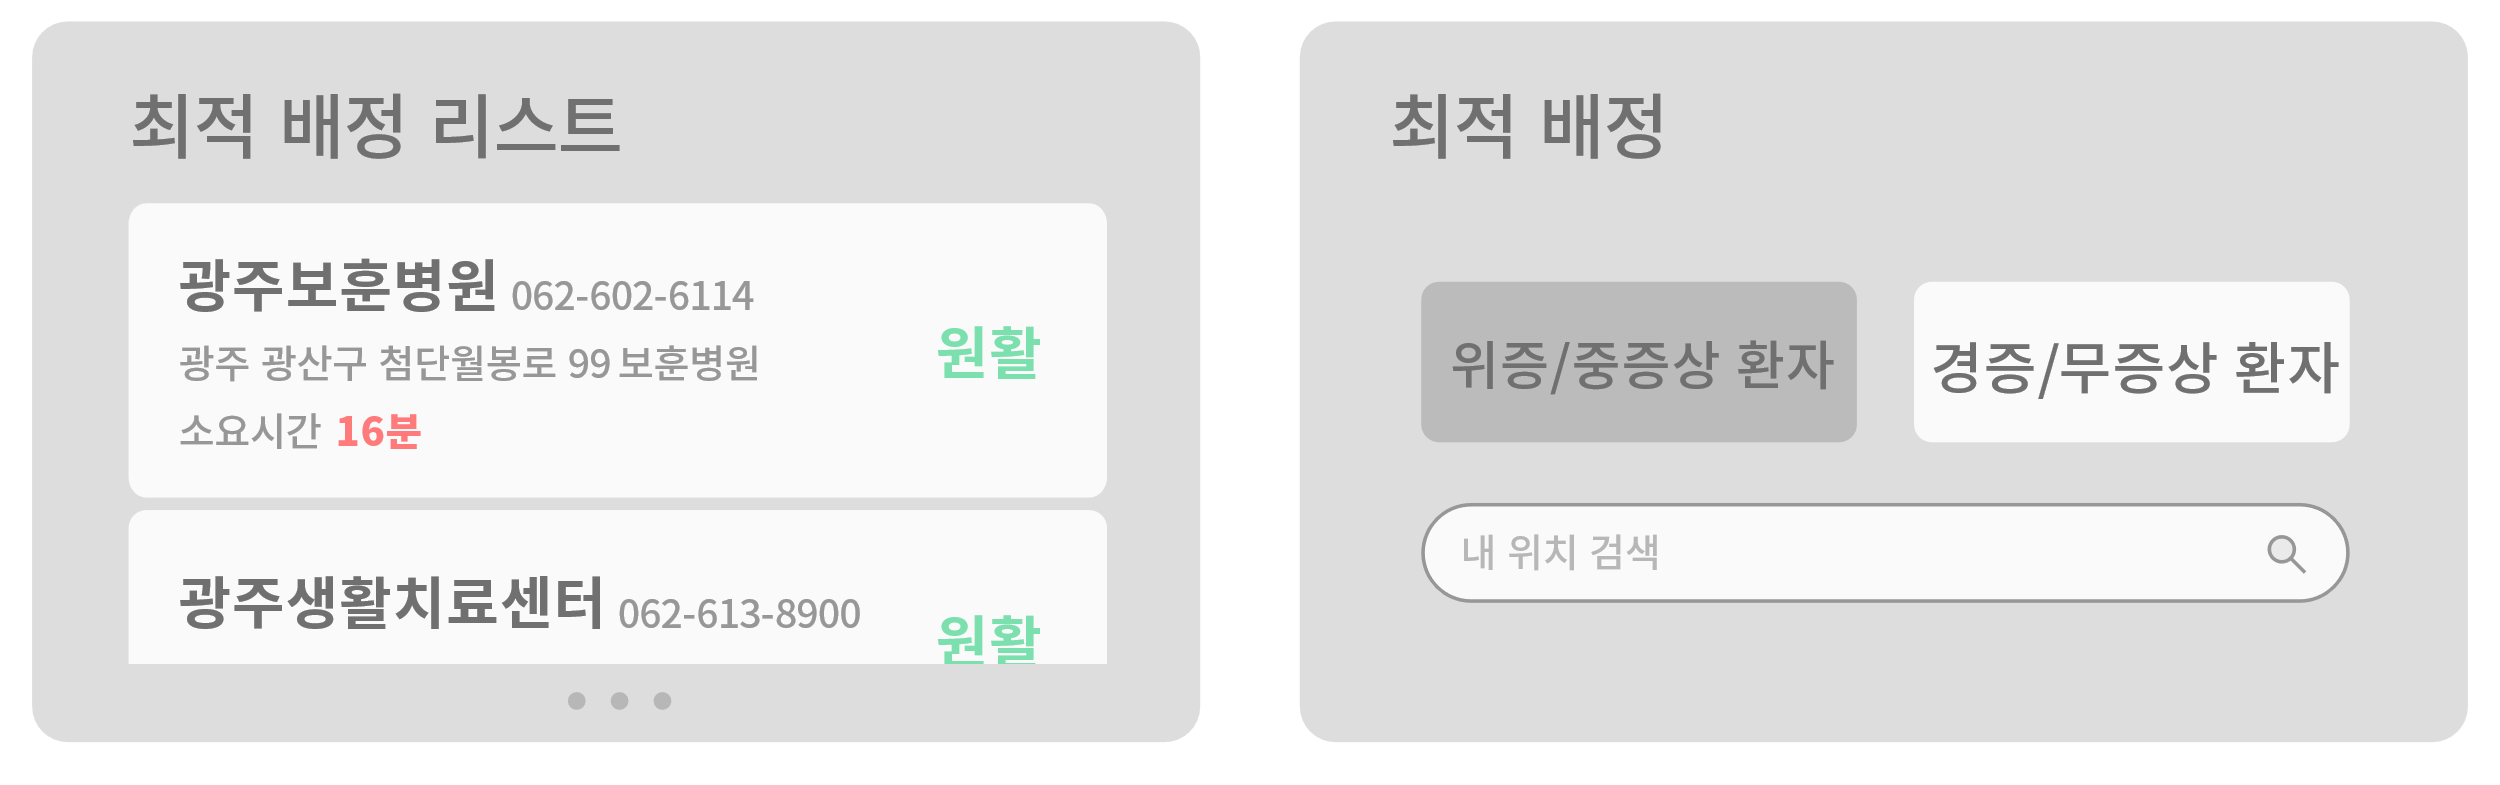 최적 배정 리스트
광주보훈병원 062-602-6114
광주 광산구 첨단월봉로 99 보훈병원
소요시간 16분
원활
광주생활치료센터 062-613-8900
원활
최적 배정
위중/중증상 환자
경증/무증상 환자
내 위치 검색